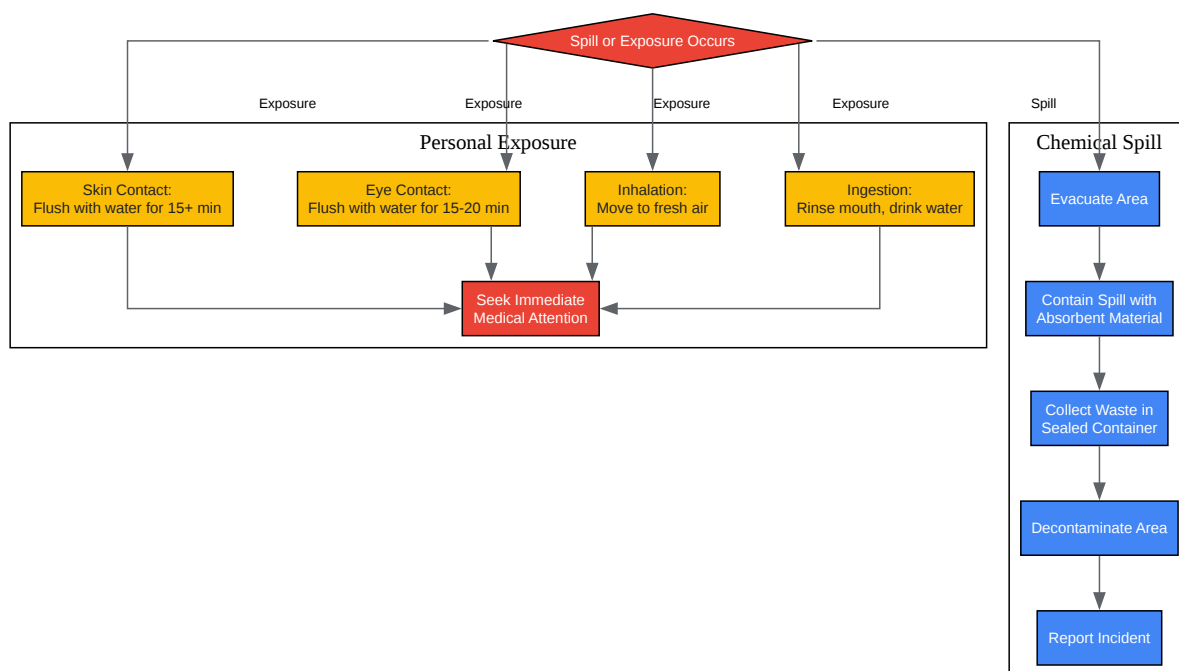 Spill or Exposure Occurs
Exposure
Exposure
Exposure
Exposure
Spill
Personal Exposure
Chemical Spill
Skin Contact:
Flush with water for 15+ min
Eye Contact:
Flush with water for 15-20 min
Inhalation:
Move to fresh air
Ingestion:
Rinse mouth, drink water
Evacuate Area
Seek Immediate
Medical Attention
Contain Spill with
Absorbent Material
Collect Waste in
Sealed Container
Decontaminate Area
Report Incident